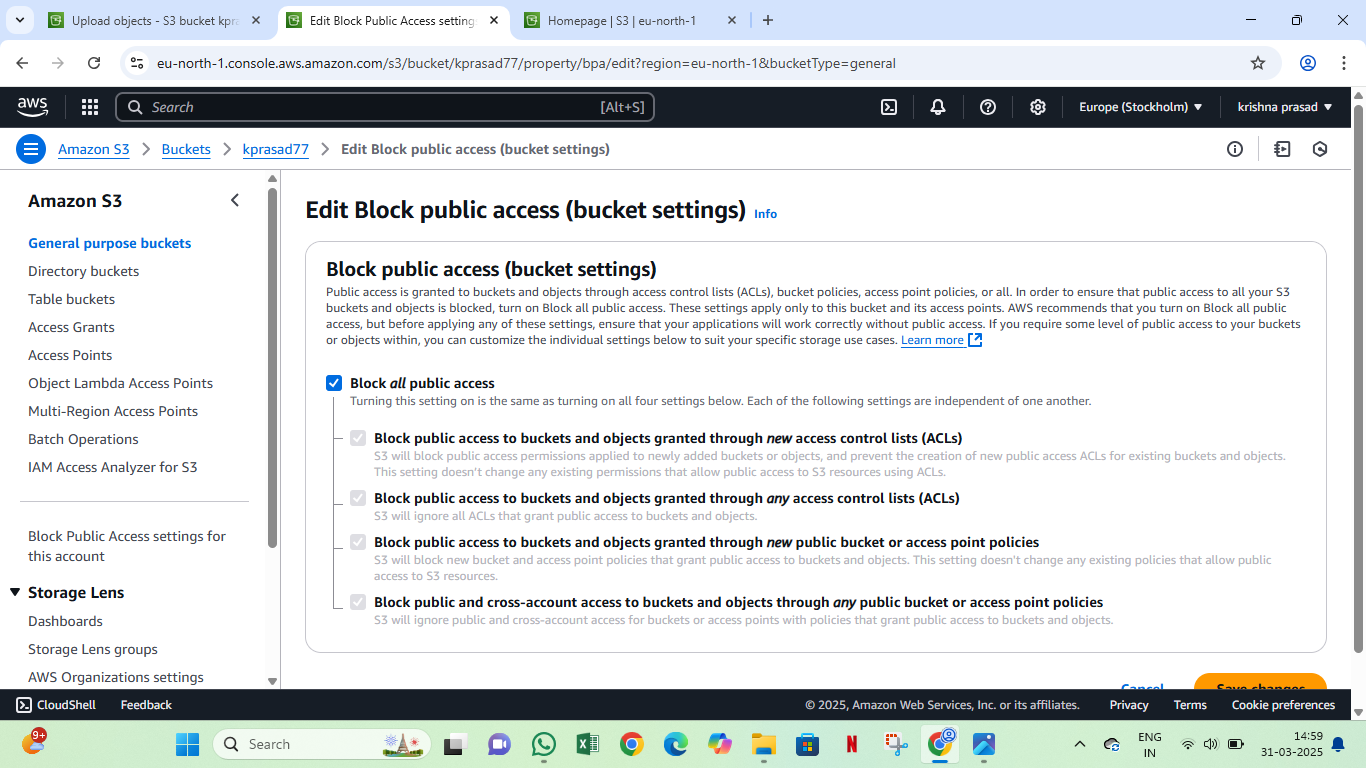 Upload objects - S3 bucket kpra
Edit Block Public Access setting
Homepage | S3 | eu-north-1
eu-north-1.console.aws.amazon.com/s3/bucket/kprasad77/property/bpa/edit?region=eu-north-1&bucketType=general
aws
Search
[Alt+S]
Europe (Stockholm)
krishna prasad
Amazon S3
Buckets
kprasad77
Edit Block public access (bucket settings)
Amazon S3
General purpose buckets
Directory buckets
Table buckets
Access Grants
Access Points
Object Lambda Access Points
Multi-Region Access Points
Batch Operations
IAM Access Analyzer for S3
Block Public Access settings for
this account
Storage Lens
Dashboards
Storage Lens groups
AWS Organizations settings
Edit Block public access (bucket settings) Info
Block public access (bucket settings)
Public access is granted to buckets and objects through access control lists (ACLs), bucket policies, access point policies, or all. In order to ensure that public access to all your S3
buckets and objects is blocked, turn on Block all public access. These settings apply only to this bucket and its access points. AWS recommends that you turn on Block all public
access, but before applying any of these settings, ensure that your applications will work correctly without public access. If you require some level of public access to your buckets
or objects within, you can customize the individual settings below to suit your specific storage use cases. Learn more
Block all public access
Turning this setting on is the same as turning on all four settings below. Each of the following settings are independent of one another.
Block public access to buckets and objects granted through new access control lists (ACLs)
S3 will block public access permissions applied to newly added buckets or objects, and prevent the creation of new public access ACLs for existing buckets and objects.
This setting doesn't change any existing permissions that allow public access to S3 resources using ACLs.
Block public access to buckets and objects granted through any access control lists (ACLs)
S3 will ignore all ACLs that grant public access to buckets and objects.
Block public access to buckets and objects granted through new public bucket or access point policies
S3 will block new bucket and access point policies that grant public access to buckets and objects. This setting doesn't change any existing policies that allow public
access to S3 resources.
Block public and cross-account access to buckets and objects through any public bucket or access point policies
S3 will ignore public and cross-account access for buckets or access points with policies that grant public access to buckets and objects.
Cancel
Save changes
CloudShell
Feedback
© 2025, Amazon Web Services, Inc. or its affiliates.
Privacy
Terms
Cookie preferences
9+
Search
ENG
IN
14:59
31-03-2025